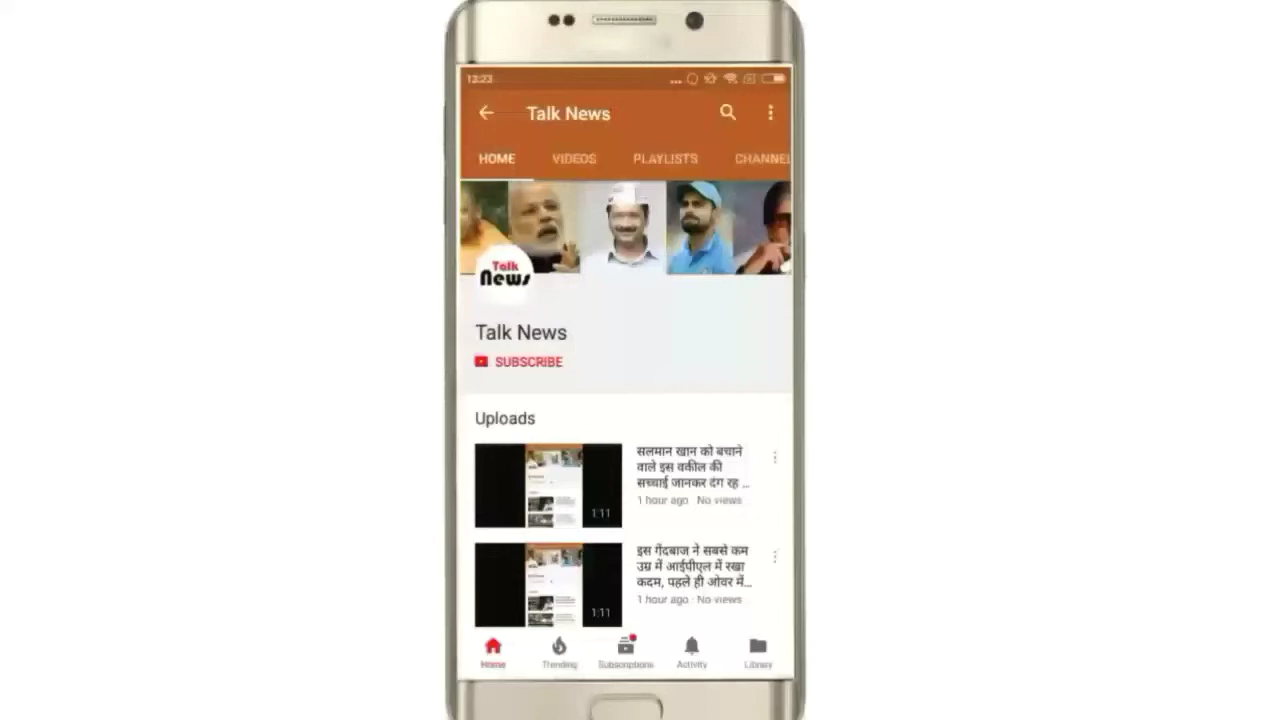 13:23
Talk News
HOME VIDEOS PLAYLISTS CHANNEL
Talk
News
Talk News
SUBSCRIBE
Uploads
सलमान खान को बचाने
वाले इस वकील की
सच्चाई जानकर दंग रह ...
1 hour ago · No views
1:11
इस गेंदबाज ने सबसे कम
उम्र में आईपीएल में रखा
कदम, पहले ही ओवर में...
1 hour ago · No views
1:11
Home Trending Subscriptions Activity Library